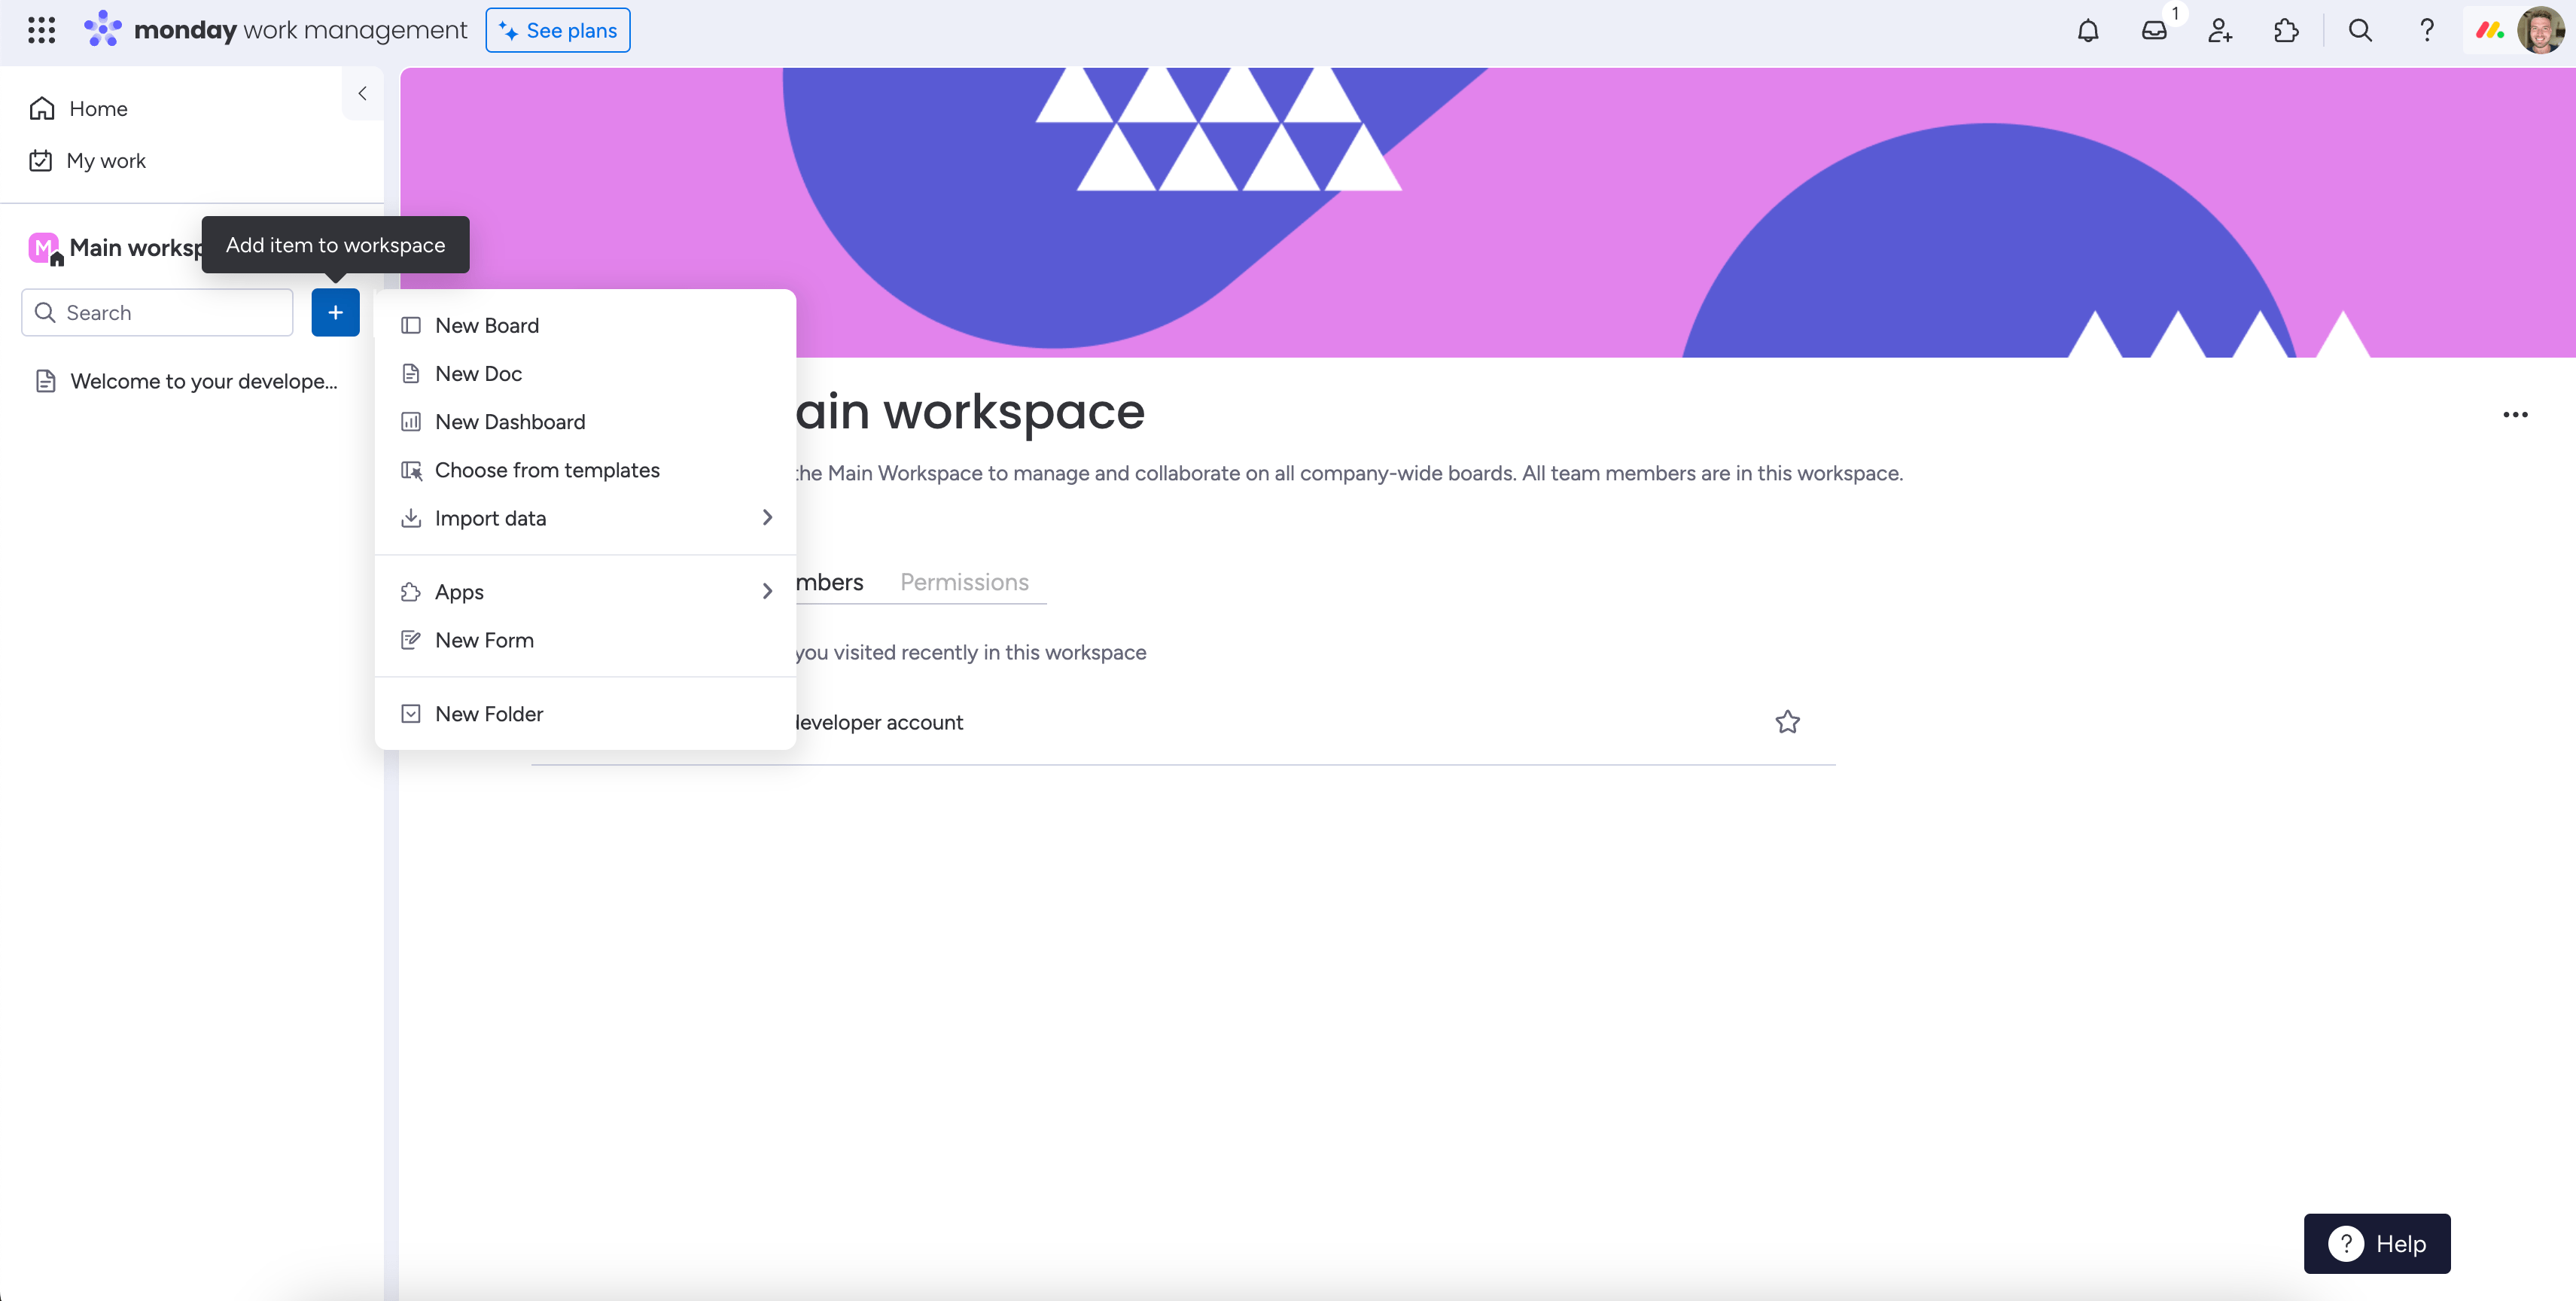 monday work management
See plans
1
Home
My work
M
Main worksp
Add item to workspace
Search
Welcome to your develope...
New Board
New Doc
New Dashboard
Choose from templates
Import data
Apps
New Form
New Folder
ain workspace
the Main Workspace to manage and collaborate on all company-wide boards. All team members are in this workspace.
mbers
Permissions
you visited recently in this workspace
developer account
? Help